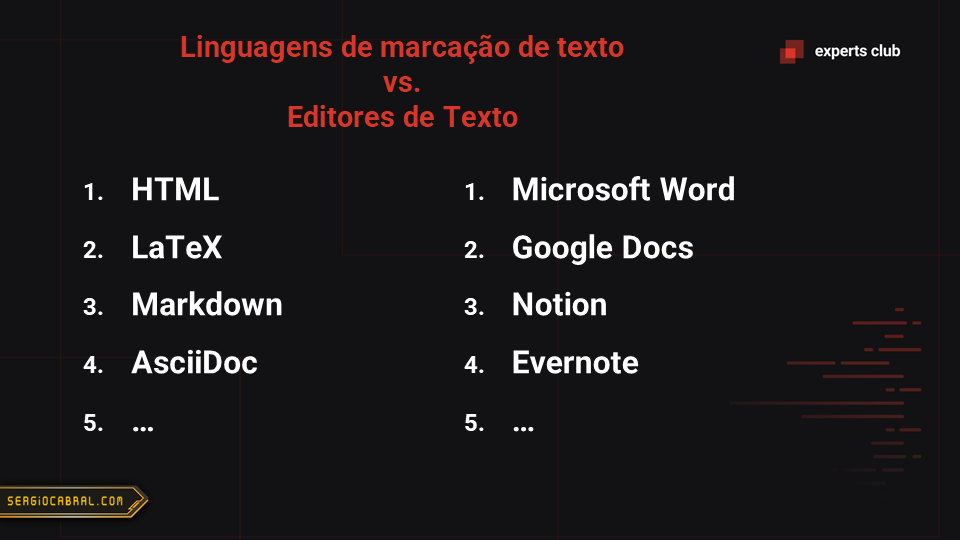 Linguagens de marcação de texto
vs.
Editores de Texto
experts club
1. HTML
2. LaTeX
3. Markdown
4. AsciiDoc
5. ...
1. Microsoft Word
2. Google Docs
3. Notion
4. Evernote
5. ...
SERGIOCABRAL.COM